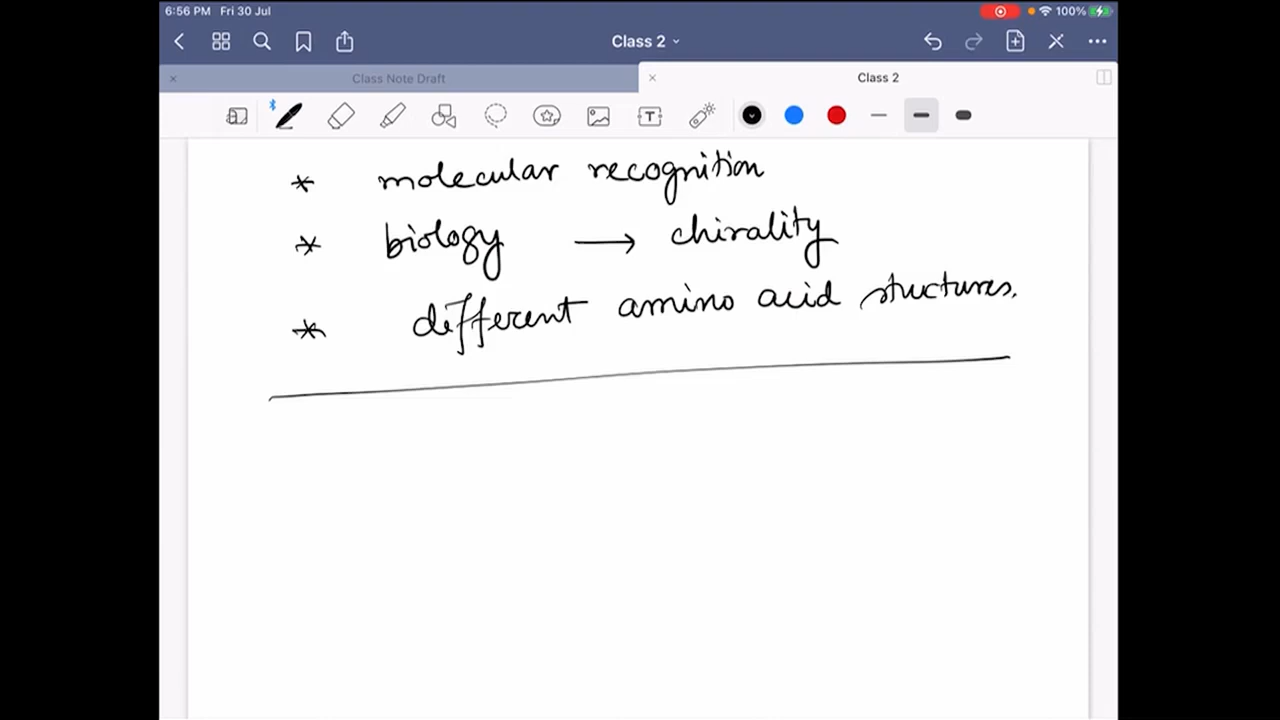 6:56 PM Fri 30 Jul 100%
Class 2
Class Note Draft Class 2
* molecular recognition
* biology → chirality
* different amino acid stuctures.